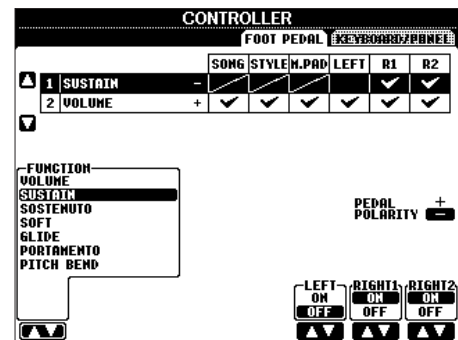 CONTROLLER
FOOT PEDAL KEYBOARD/PANEL
SONG STYLE M.PAD LEFT R1 R2
1 SUSTAIN -
2 VOLUME +
FUNCTION
VOLUME
SUSTAIN
SOSTENUTO
SOFT
GLIDE
PORTAMENTO
PITCH BEND
PEDAL POLARITY + -
LEFT RIGHT1 RIGHT2
ON ON ON
OFF OFF OFF